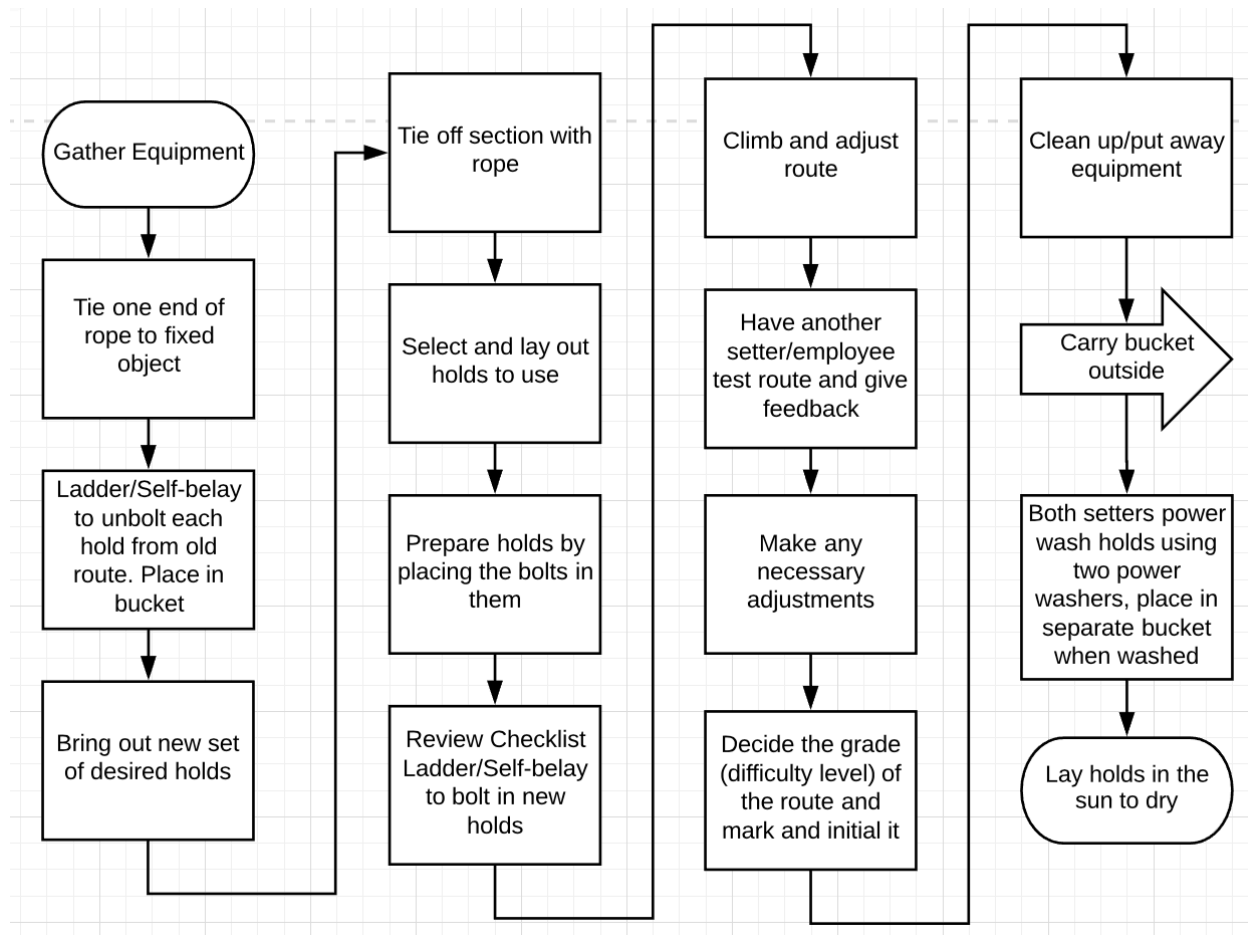 Gather Equipment
Tie one end of
rope to fixed
object
Ladder/Self-belay
to unbolt each
hold from old
route. Place in
bucket
Bring out new set
of desired holds
Tie off section with
rope
Select and lay out
holds to use
Prepare holds by
placing the bolts in
them
Review Checklist
Ladder/Self-belay
to bolt in new
holds
Climb and adjust
route
Have another
setter/employee
test route and give
feedback
Make any
necessary
adjustments
Decide the grade
(difficulty level) of
the route and
mark and initial it
Clean up/put away
equipment
Carry bucket
outside
Both setters power
wash holds using
two power
washers, place in
separate bucket
when washed
Lay holds in the
sun to dry